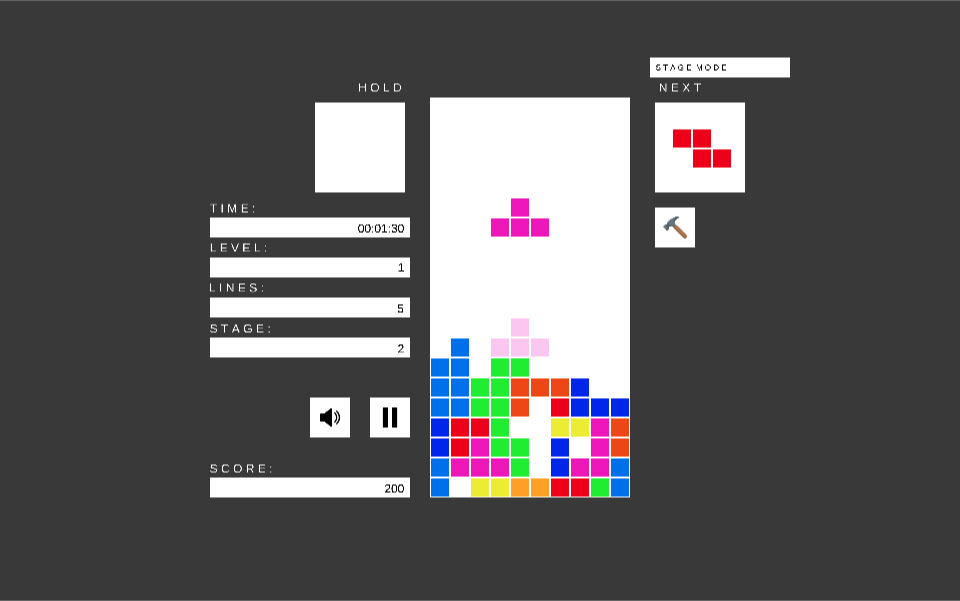 STAGE MODE
HOLD
NEXT
TIME:
00:01:30
LEVEL:
1
LINES:
5
STAGE:
2
SCORE:
200